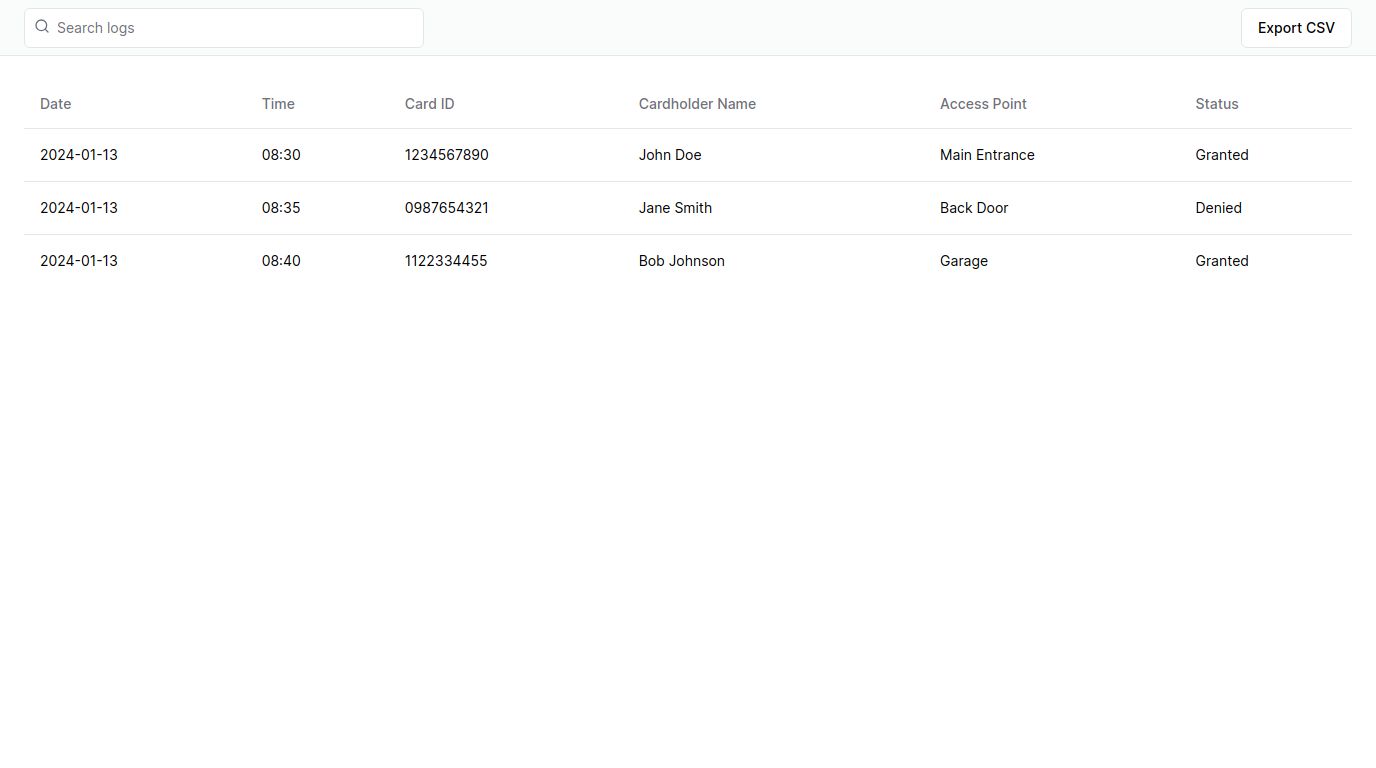 Search logs
Export CSV
Date Time Card ID Cardholder Name Access Point Status
2024-01-13 08:30 1234567890 John Doe Main Entrance Granted
2024-01-13 08:35 0987654321 Jane Smith Back Door Denied
2024-01-13 08:40 1122334455 Bob Johnson Garage Granted